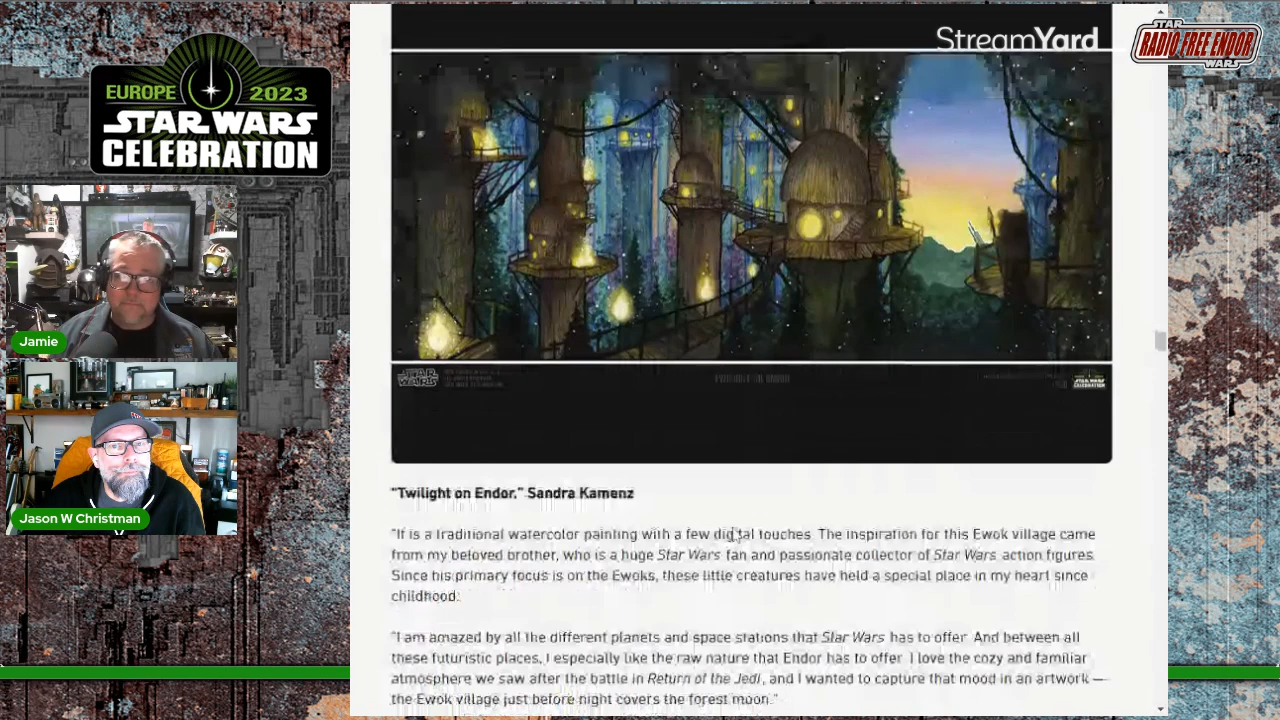 StreamYard
STAR
RADIO FREE ENDOR
WARS
EUROPE 2023
STAR WARS
CELEBRATION
Jamie
Jason W Christman
STAR WARS
"Twilight on Endor," Sandra Kamenz
"If is a traditional watercolor painting with a few digital touches. The inspiration for this Ewok village came
from my beloved brother, who is a huge Star Wars fan and passionate collector of Star Wars action figures.
Since his primary focus is on the Ewoks, these little creatures have held a special place in my heart since
childhood.
"I am amazed by all the different planets and space stations that Star Wars has to offer. And between all
these futuristic places, I especially like the raw nature that Endor has to offer. I love the cozy and familiar
atmosphere we saw after the battle in Return of the Jedi, and I wanted to capture that mood in an artwork —
the Ewok village just before night covers the forest moon."